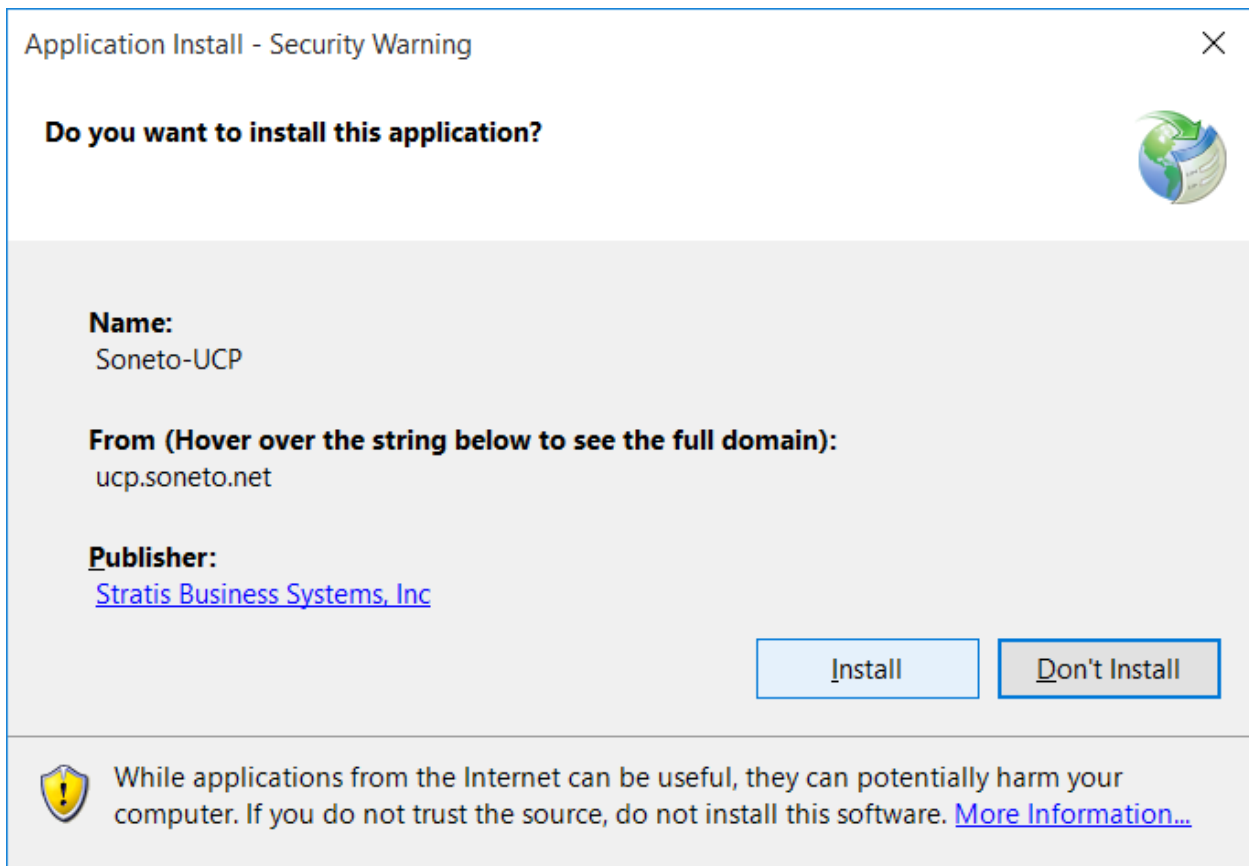 Application Install - Security Warning
Do you want to install this application?
Name:
Soneto-UCP
From (Hover over the string below to see the full domain):
ucp.soneto.net
Publisher:
Stratis Business Systems, Inc
Install
Don't Install
While applications from the Internet can be useful, they can potentially harm your
computer. If you do not trust the source, do not install this software. More Information...